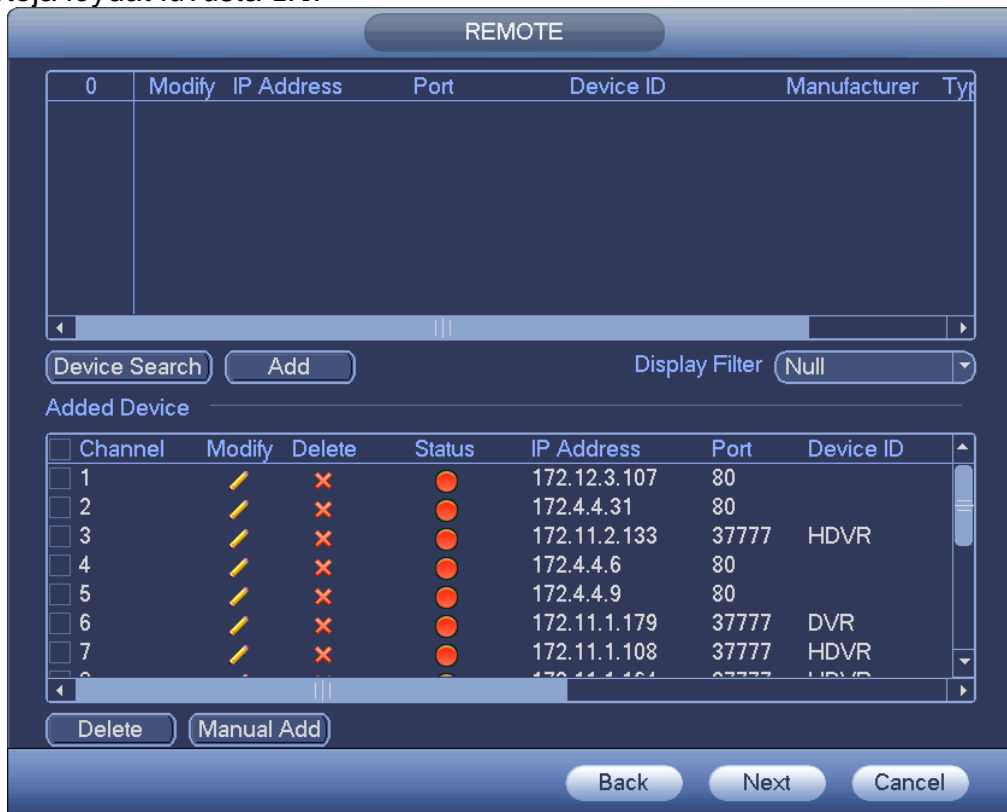 REMOTE
0 Modify IP Address Port Device ID Manufacturer Typ
Device Search Add Display Filter Null
Added Device
Channel Modify Delete Status IP Address Port Device ID
1 172.12.3.107 80
2 172.4.4.31 80
3 172.11.2.133 37777 HDVR
4 172.4.4.6 80
5 172.4.4.9 80
6 172.11.1.179 37777 DVR
7 172.11.1.108 37777 HDVR
Delete Manual Add
Back Next Cancel